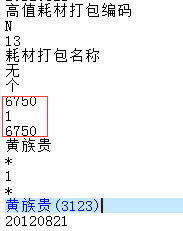 高值耗材打包编码
N
13
耗材打包名称
无
个
6750
1
6750
黄族贵
*
1
*
黄族贵(3123)
20120821